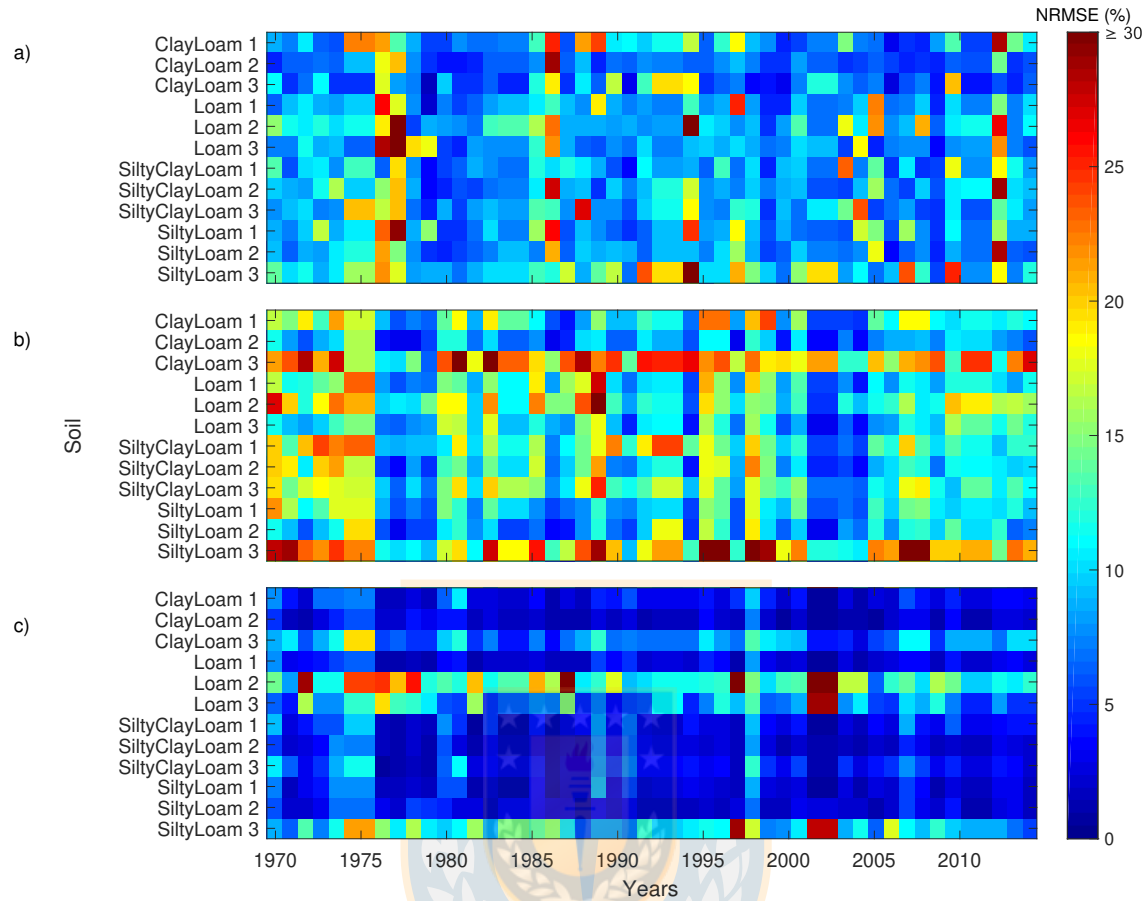 NRMSE (%)
a)
ClayLoam 1
ClayLoam 2
ClayLoam 3
Loam 1
Loam 2
Loam 3
SiltyClayLoam 1
SiltyClayLoam 2
SiltyClayLoam 3
SiltyLoam 1
SiltyLoam 2
SiltyLoam 3
b)
ClayLoam 1
ClayLoam 2
ClayLoam 3
Loam 1
Loam 2
Loam 3
SiltyClayLoam 1
SiltyClayLoam 2
SiltyClayLoam 3
SiltyLoam 1
SiltyLoam 2
SiltyLoam 3
Soil
c)
ClayLoam 1
ClayLoam 2
ClayLoam 3
Loam 1
Loam 2
Loam 3
SiltyClayLoam 1
SiltyClayLoam 2
SiltyClayLoam 3
SiltyLoam 1
SiltyLoam 2
SiltyLoam 3
1970 1975 1980 1985 1990 1995 2000 2005 2010
Years
≥ 30
20
10
0